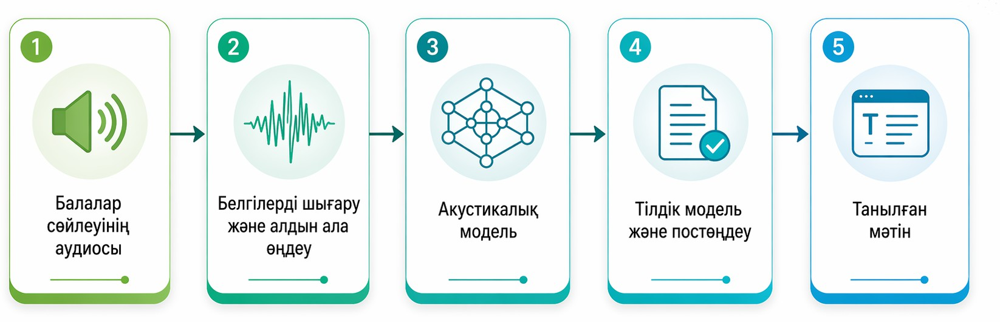 1
Балалар
сөйлеуінің
аудиосы
2
Белгілерді шығару
және алдын ала
өңдеу
3
Акустикалық
модель
4
Тілдік модель
және постөңдеу
5
T
Танылған
мәтін